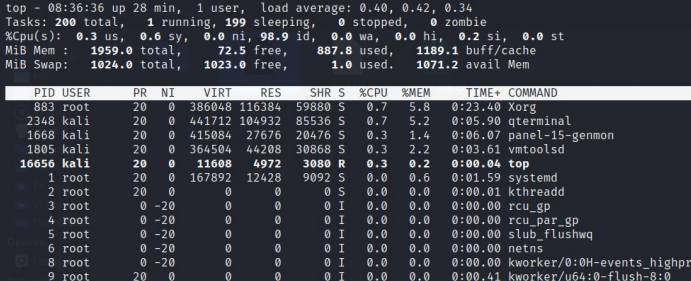 top - 08:36:36 up 28 min,  1 user,  load average: 0.40, 0.42, 0.34
Tasks: 200 total,   1 running, 199 sleeping,   0 stopped,   0 zombie
%Cpu(s):  0.3 us,  0.6 sy,  0.0 ni, 98.9 id,  0.0 wa,  0.0 hi,  0.2 si,  0.0 st
MiB Mem :   1959.0 total,     72.5 free,    887.8 used,   1189.1 buff/cache
MiB Swap:   1024.0 total,   1023.0 free,      1.0 used.   1071.2 avail Mem
PID USER      PR  NI    VIRT    RES    SHR S  %CPU  %MEM     TIME+ COMMAND
883 root      20   0  386048 116384  59880 S   0.7   5.8   0:23.40 Xorg
2348 kali      20   0  441712 104932  85536 S   0.7   5.2   0:05.90 qterminal
1668 kali      20   0  415084  27676  20476 S   0.3   1.4   0:06.07 panel-15-genmon
1805 kali      20   0  364504  44208  30868 S   0.3   2.2   0:03.61 vmtoolsd
16656 kali      20   0   11608   4972   3080 R   0.3   0.2   0:00.04 top
1 root      20   0  167892  12428   9092 S   0.0   0.6   0:01.59 systemd
2 root      20   0       0      0      0 S   0.0   0.0   0:00.01 kthreadd
3 root       0 -20       0      0      0 I   0.0   0.0   0:00.00 rcu_gp
4 root       0 -20       0      0      0 I   0.0   0.0   0:00.00 rcu_par_gp
5 root       0 -20       0      0      0 I   0.0   0.0   0:00.00 slub_flushwq
6 root       0 -20       0      0      0 I   0.0   0.0   0:00.00 netns
8 root       0 -20       0      0      0 I   0.0   0.0   0:00.00 kworker/0:0H-events_highpr
9 root      20   0       0      0      0 I   0.0   0.0   0:00.41 kworker/u64:0-flush-8:0